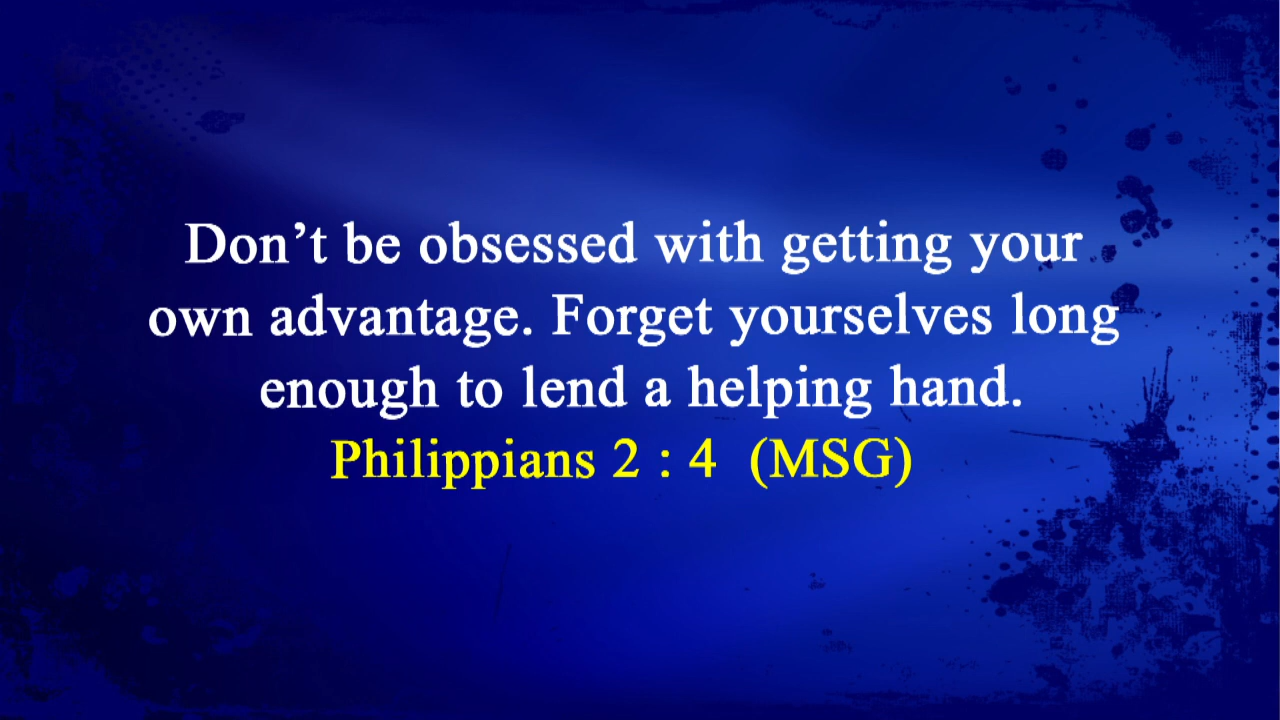 Don’t be obsessed with getting your
own advantage. Forget yourselves long
enough to lend a helping hand.
Philippians 2 : 4  (MSG)